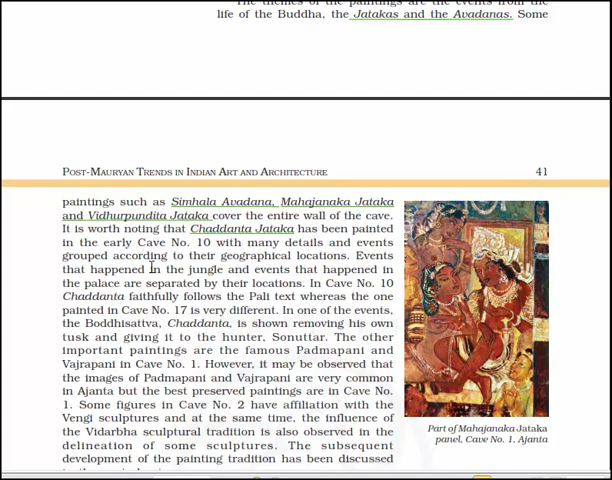 The themes of the paintings are the events from the
life of the Buddha, the Jatakas and the Avadanas. Some
POST-MAURYAN TRENDS IN INDIAN ART AND ARCHITECTURE 41
paintings such as Simhala Avadana, Mahajanaka Jataka
and Vidhurpundita Jataka cover the entire wall of the cave.
It is worth noting that Chaddanta Jataka has been painted
in the early Cave No. 10 with many details and events
grouped according to their geographical locations. Events
that happened in the jungle and events that happened in
the palace are separated by their locations. In Cave No. 10
Chaddanta faithfully follows the Pali text whereas the one
painted in Cave No. 17 is very different. In one of the events,
the Boddhisattva, Chaddanta, is shown removing his own
tusk and giving it to the hunter, Sonuttar. The other
important paintings are the famous Padmapani and
Vajrapani in Cave No. 1. However, it may be observed that
the images of Padmapani and Vajrapani are very common
in Ajanta but the best preserved paintings are in Cave No.
1. Some figures in Cave No. 2 have affiliation with the
Vengi sculptures and at the same time, the influence of
the Vidarbha sculptural tradition is also observed in the
delineation of some sculptures. The subsequent
development of the painting tradition has been discussed
Part of Mahajanaka Jataka
panel, Cave No. 1, Ajanta